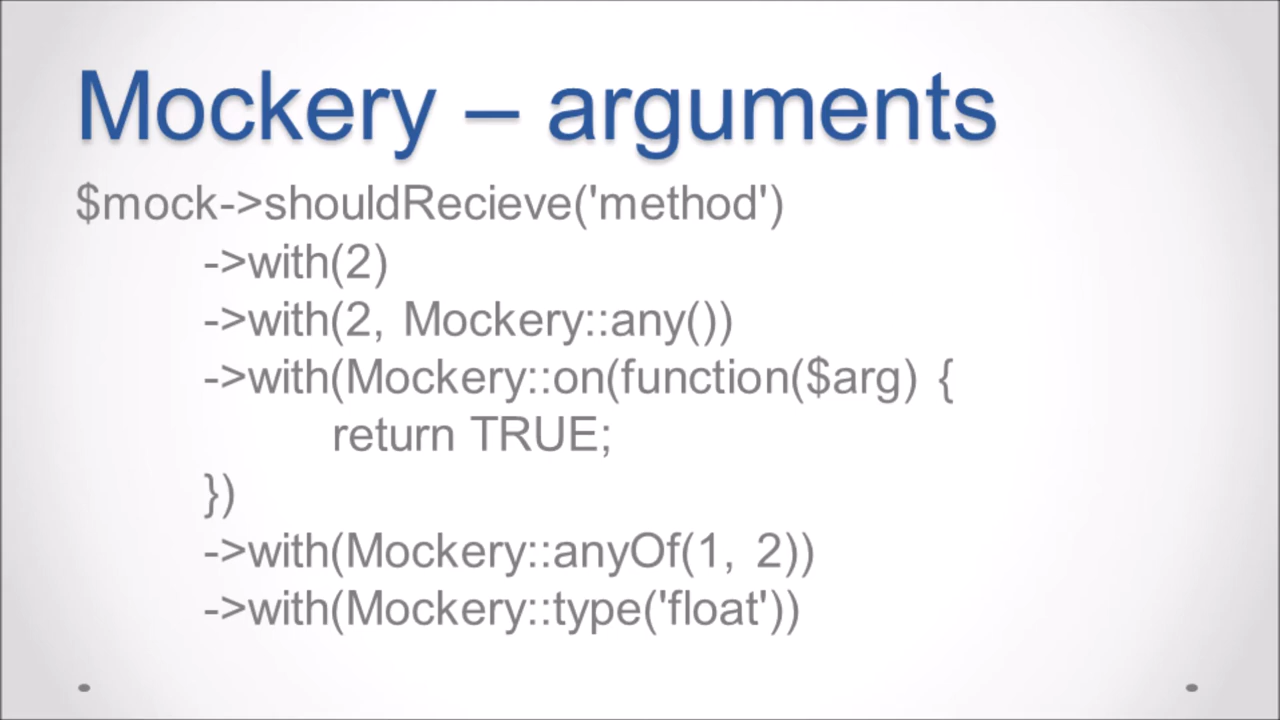 Mockery – arguments
$mock->shouldRecieve('method')
->with(2)
->with(2, Mockery::any())
->with(Mockery::on(function($arg) {
return TRUE;
})
->with(Mockery::anyOf(1, 2))
->with(Mockery::type('float'))